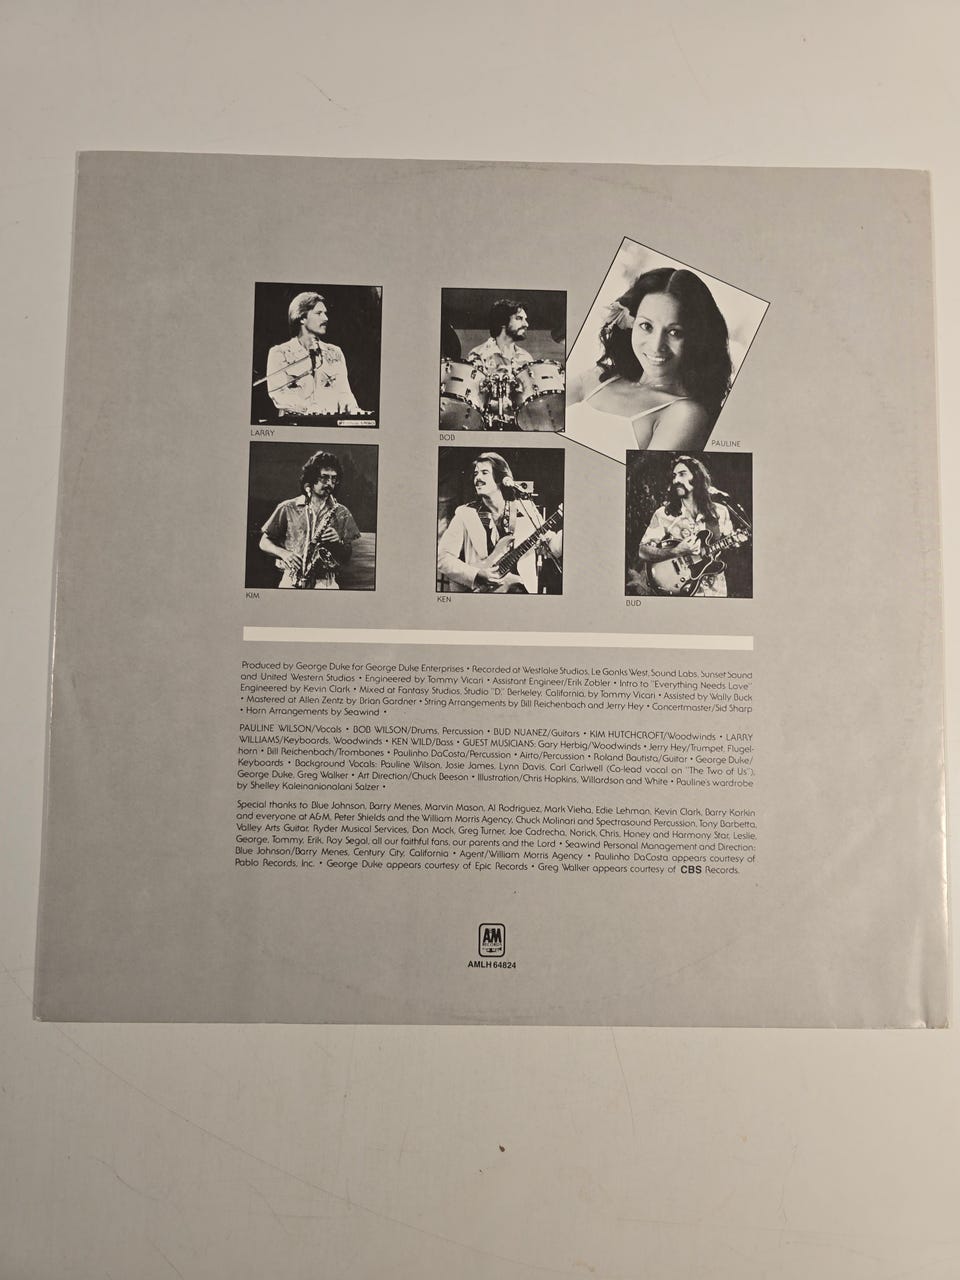 LARRY
BOB
PAULINE
KIM
KEN
BUD
Produced by George Duke for George Duke Enterprises • Recorded at Westlake Studios, Le Gonks West, Sound Labs, Sunset Sound
and United Western Studios • Engineered by Tommy Vicari • Assistant Engineer/Erik Zobler • Intro to "Everything Needs Love"
Engineered by Kevin Clark • Mixed at Fantasy Studios, Studio "D," Berkeley, California, by Tommy Vicari • Assisted by Wally Buck
• Mastered at Allen Zentz by Brian Gardner • String Arrangements by Bill Reichenbach and Jerry Hey • Concertmaster/Sid Sharp
• Horn Arrangements by Seawind •
PAULINE WILSON/Vocals • BOB WILSON/Drums, Percussion • BUD NUANEZ/Guitars • KIM HUTCHCROFT/Woodwinds • LARRY
WILLIAMS/Keyboards, Woodwinds • KEN WILD/Bass • GUEST MUSICIANS: Gary Herbig/Woodwinds • Jerry Hey/Trumpet, Flugel-
horn • Bill Reichenbach/Trombones • Paulinho DaCosta/Percussion • Airto/Percussion • Roland Bautista/Guitar • George Duke/
Keyboards • Background Vocals: Pauline Wilson, Josie James, Lynn Davis, Carl Carlwell (Co-lead vocal on "The Two of Us"),
George Duke, Greg Walker • Art Direction/Chuck Beeson • Illustration/Chris Hopkins, Willardson and White • Pauline's wardrobe
by Shelley Kaleinanionalani Salzer •
Special thanks to Blue Johnson, Barry Menes, Marvin Mason, Al Rodriguez, Mark Vieha, Edie Lehman, Kevin Clark, Barry Korkin
and everyone at A&M, Peter Shields and the William Morris Agency, Chuck Molinari and Spectrasound Percussion, Tony Barbetta,
Valley Arts Guitar, Ryder Musical Services, Don Mock, Greg Turner, Joe Cadrecha, Norick, Chris, Honey and Harmony Star, Leslie,
George, Tommy, Erik, Roy Segal, all our faithful fans, our parents and the Lord • Seawind Personal Management and Direction:
Blue Johnson/Barry Menes, Century City, California • Agent/William Morris Agency • Paulinho DaCosta appears courtesy of
Pablo Records, Inc. • George Duke appears courtesy of Epic Records • Greg Walker appears courtesy of CBS Records.
AM
RECORDS
AMLH 64824